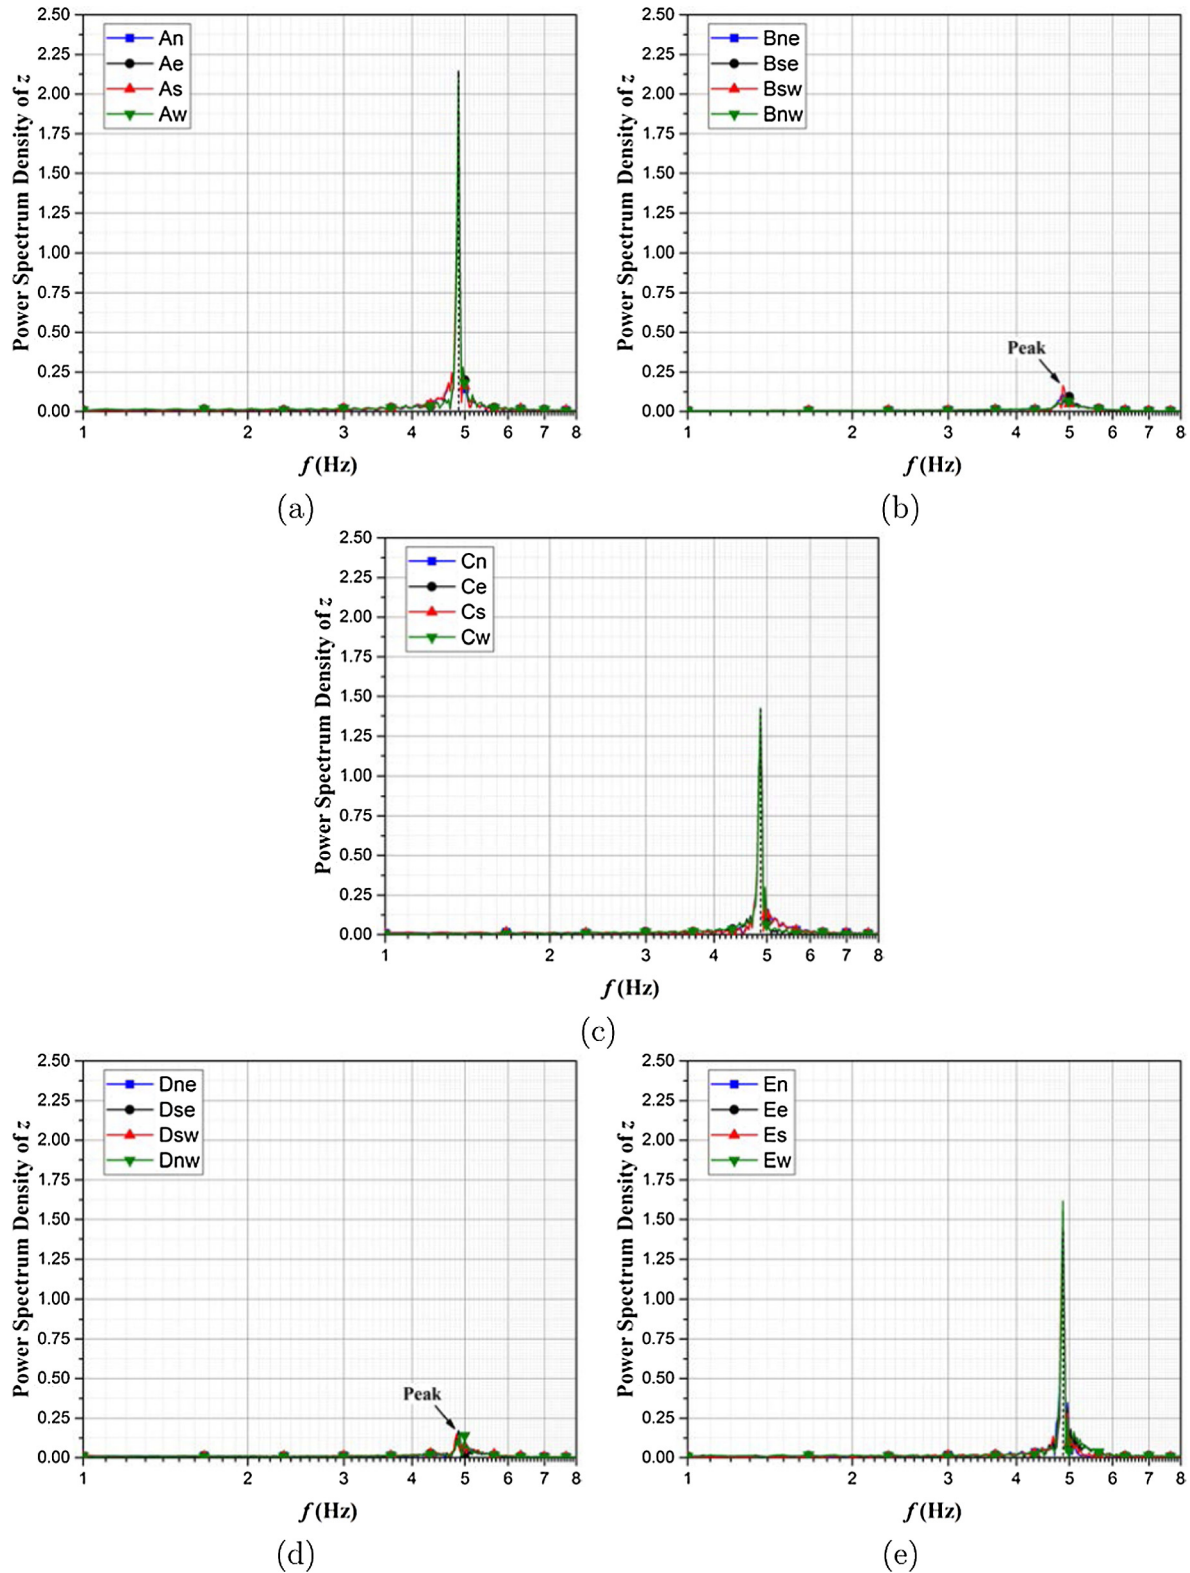 Power Spectrum Density of z
2.50
2.25
2.00
1.75
1.50
1.25
1.00
0.75
0.50
0.25
0.00
An
Ae
As
Aw
1 2 3 4 5 6 7 8
f (Hz)
(a)
Power Spectrum Density of z
2.50
2.25
2.00
1.75
1.50
1.25
1.00
0.75
0.50
0.25
0.00
Bne
Bse
Bsw
Bnw
Peak
1 2 3 4 5 6 7 8
f (Hz)
(b)
Power Spectrum Density of z
2.50
2.25
2.00
1.75
1.50
1.25
1.00
0.75
0.50
0.25
0.00
Cn
Ce
Cs
Cw
1 2 3 4 5 6 7 8
f (Hz)
(c)
Power Spectrum Density of z
2.50
2.25
2.00
1.75
1.50
1.25
1.00
0.75
0.50
0.25
0.00
Dne
Dse
Dsw
Dnw
Peak
1 2 3 4 5 6 7 8
f (Hz)
(d)
Power Spectrum Density of z
2.50
2.25
2.00
1.75
1.50
1.25
1.00
0.75
0.50
0.25
0.00
En
Ee
Es
Ew
1 2 3 4 5 6 7 8
f (Hz)
(e)